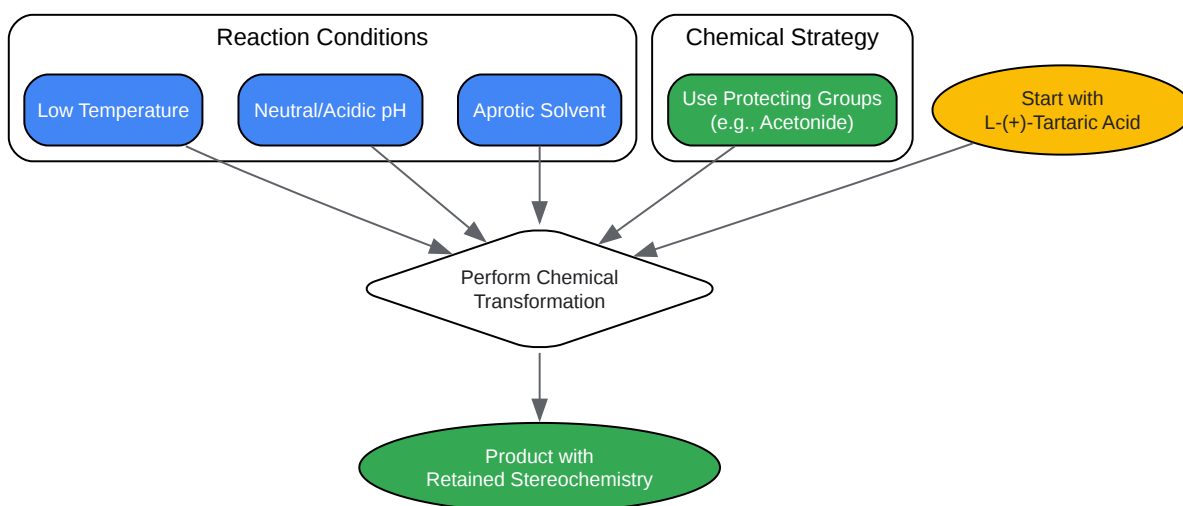 Reaction Conditions
Chemical Strategy
Low Temperature
Neutral/Acidic pH
Aprotic Solvent
Use Protecting Groups
(e.g., Acetonide)
Start with
L-(+)-Tartaric Acid
Perform Chemical
Transformation
Product with
Retained Stereochemistry